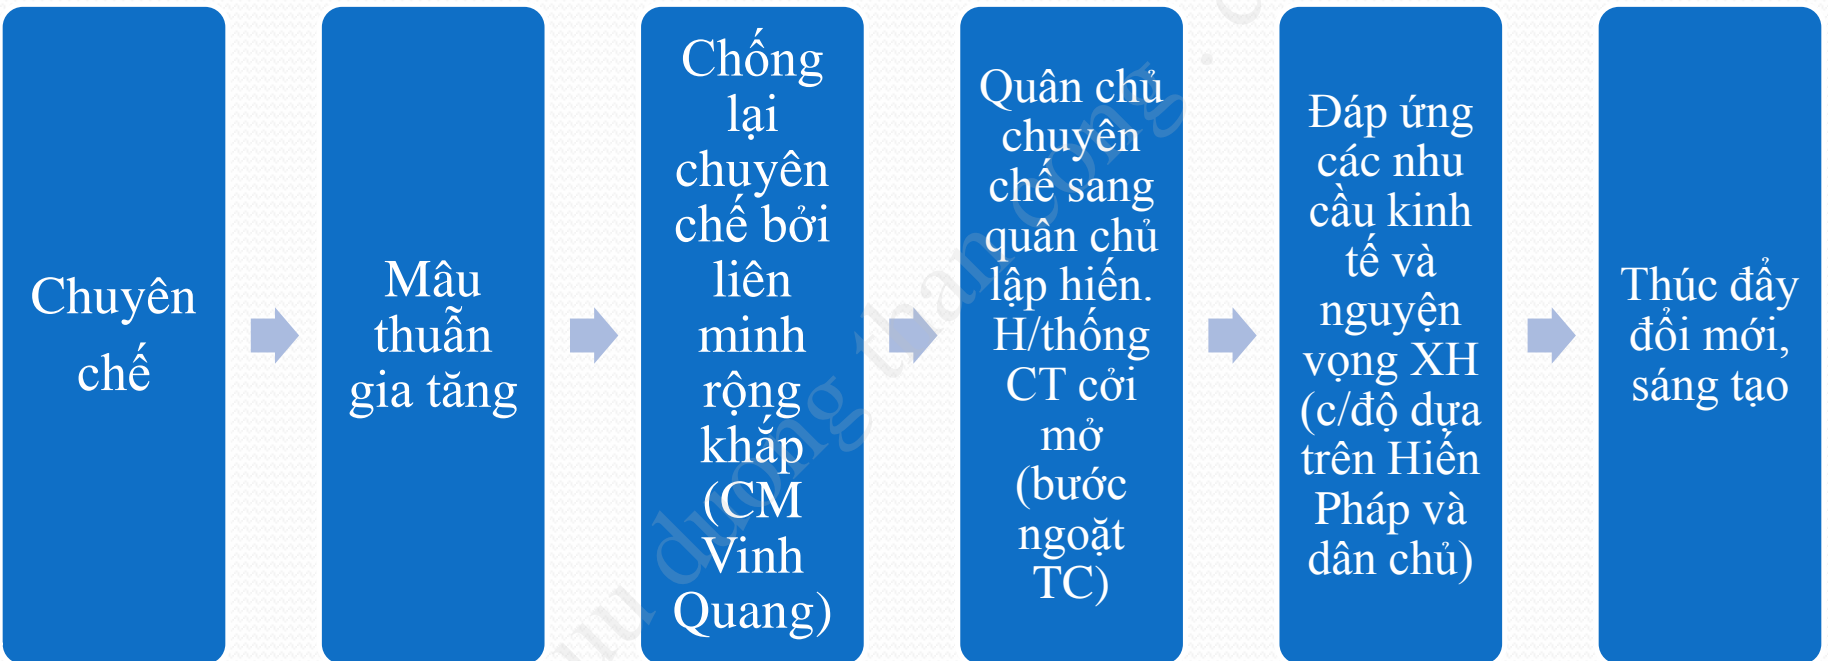 Chuyên
chế
Mâu
thuẫn
gia tăng
Chống
lại
chuyên
chế bởi
liên
minh
rộng
khắp
(CM
Vinh
Quang)
Quân chủ
chuyên
chế sang
quân chủ
lập hiến.
H/thống
CT cởi
mở
(bước
ngoặt
TC)
Đáp ứng
các nhu
cầu kinh
tế và
nguyện
vọng XH
(c/độ dựa
trên Hiến
Pháp và
dân chủ)
Thúc đẩy
đổi mới,
sáng tạo
duong than cong . c